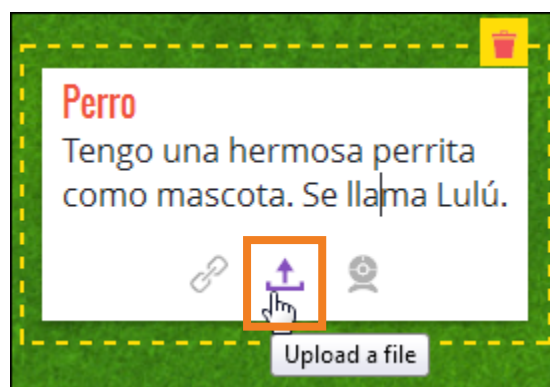 Perro
Tengo una hermosa perrita
como mascota. Se llama Lulú.
Upload a file